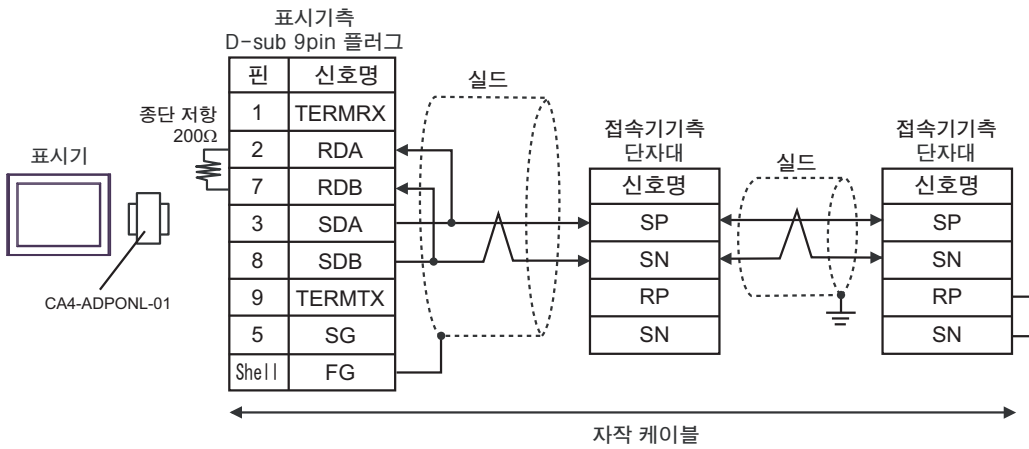 표시기측
D-sub 9pin 플러그
핀 신호명
1 TERMRX
2 RDA
7 RDB
3 SDA
8 SDB
9 TERMTX
5 SG
Shell FG
종단 저항
200Ω
표시기
CA4-ADPONL-01
실드
접속기기측
단자대
신호명
SP
SN
RP
SN
실드
접속기기측
단자대
신호명
SP
SN
RP
SN
자작 케이블